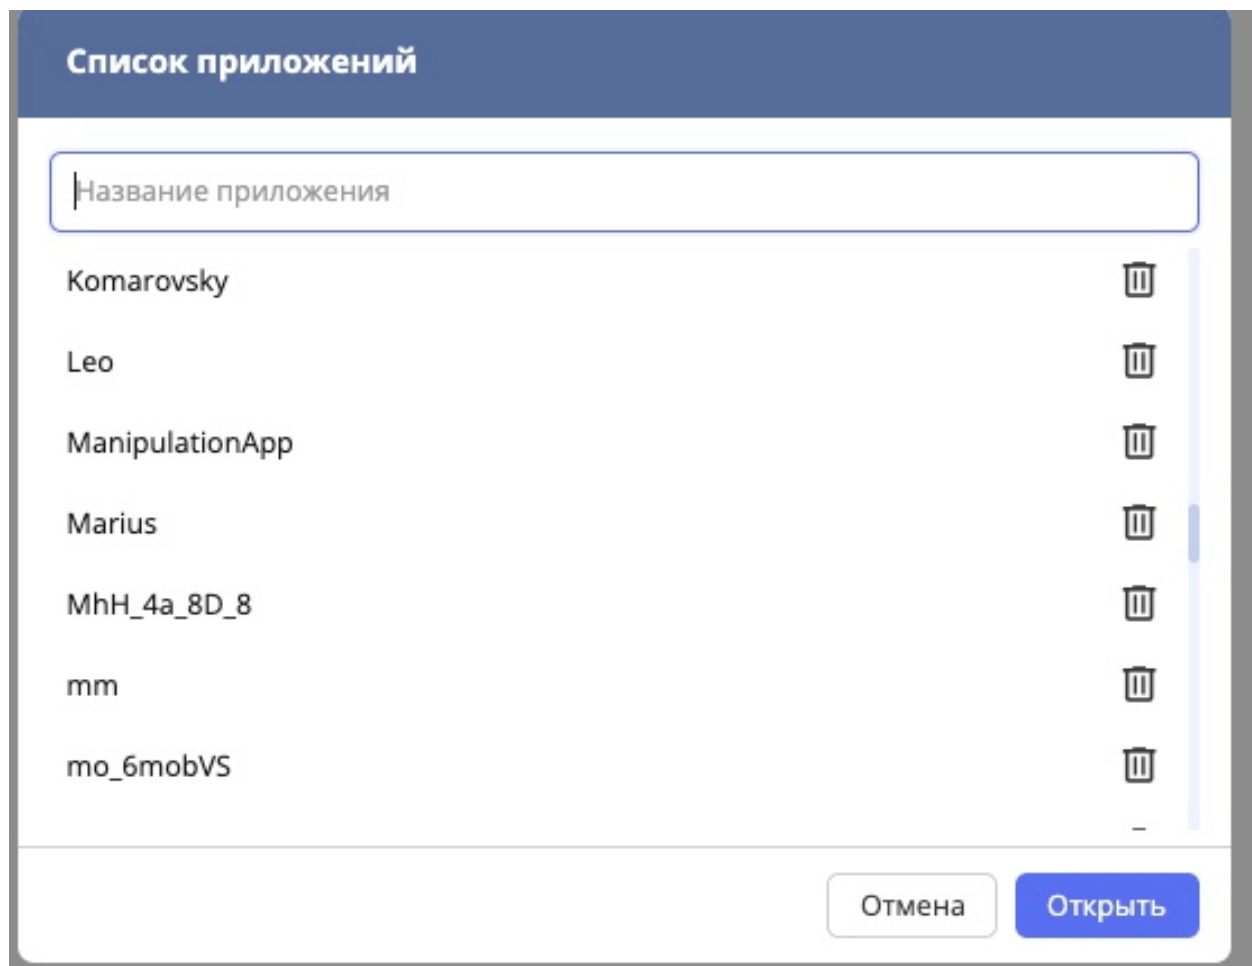 Список приложений
Название приложения
Komarovsky
Leo
ManipulationApp
Marius
MhH_4a_8D_8
mm
mo_6mobVS
Отмена
Открыть